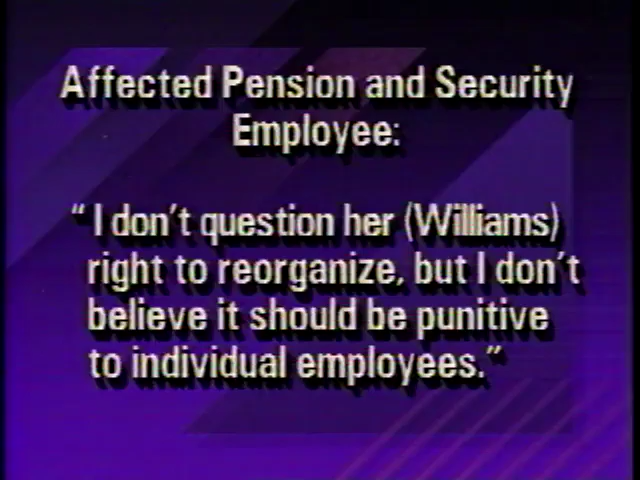 Affected Pension and Security
Employee:
“I don't question her (Williams)
right to reorganize, but I don't
believe it should be punitive
to individual employees.”